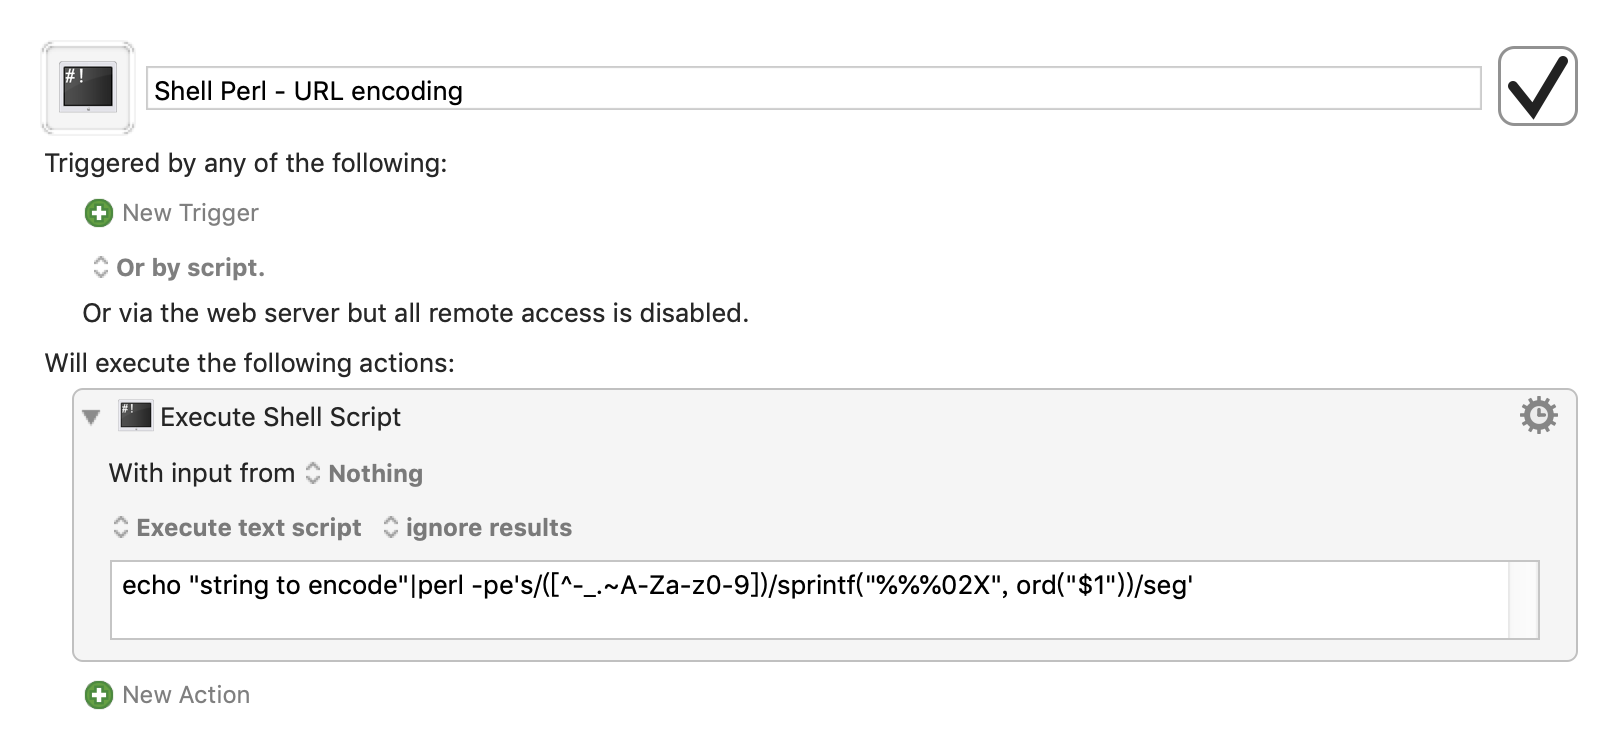 #!
Shell Perl - URL encoding
Triggered by any of the following:
New Trigger
Or by script.
Or via the web server but all remote access is disabled.
Will execute the following actions:
#!
Execute Shell Script
With input from Nothing
Execute text script ignore results
echo "string to encode"|perl -pe's/([^-_.~A-Za-z0-9])/sprintf("%%%02X", ord("$1"))/seg'
New Action